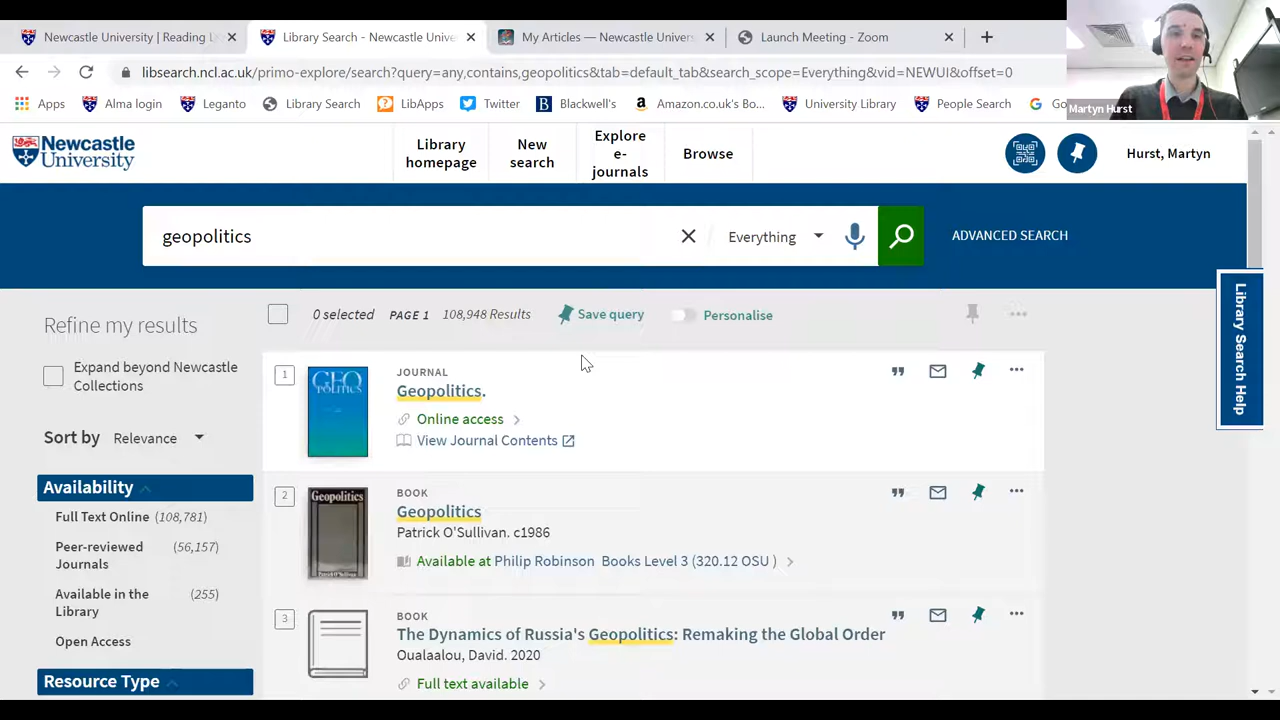 Newcastle University | Reading L
Library Search - Newcastle Unive
My Articles — Newcastle Univers
Launch Meeting - Zoom
libsearch.ncl.ac.uk/primo-explore/search?query=any,contains,geopolitics&tab=default_tab&search_scope=Everything&vid=NEWUI&offset=0
Apps
Alma login
Leganto
Library Search
LibApps
Twitter
Blackwell's
Amazon.co.uk's Bo...
University Library
People Search
Go
Martyn Hurst
Newcastle
University
Library
homepage
New
search
Explore
e-
journals
Browse
Hurst, Martyn
geopolitics
Everything
ADVANCED SEARCH
Library Search Help
Refine my results
Expand beyond Newcastle
Collections
Sort by Relevance
Availability
Full Text Online (108,781)
Peer-reviewed (56,157)
Journals
Available in the (255)
Library
Open Access
Resource Type
0 selected PAGE 1 108,948 Results Save query Personalise
1
GEO
POLITICS
JOURNAL
Geopolitics.
Online access
View Journal Contents
2
Geopolitics
Patrick O'Sullivan
BOOK
Geopolitics
Patrick O'Sullivan. c1986
Available at Philip Robinson Books Level 3 (320.12 OSU )
3
BOOK
The Dynamics of Russia's Geopolitics: Remaking the Global Order
Oualaalou, David. 2020
Full text available